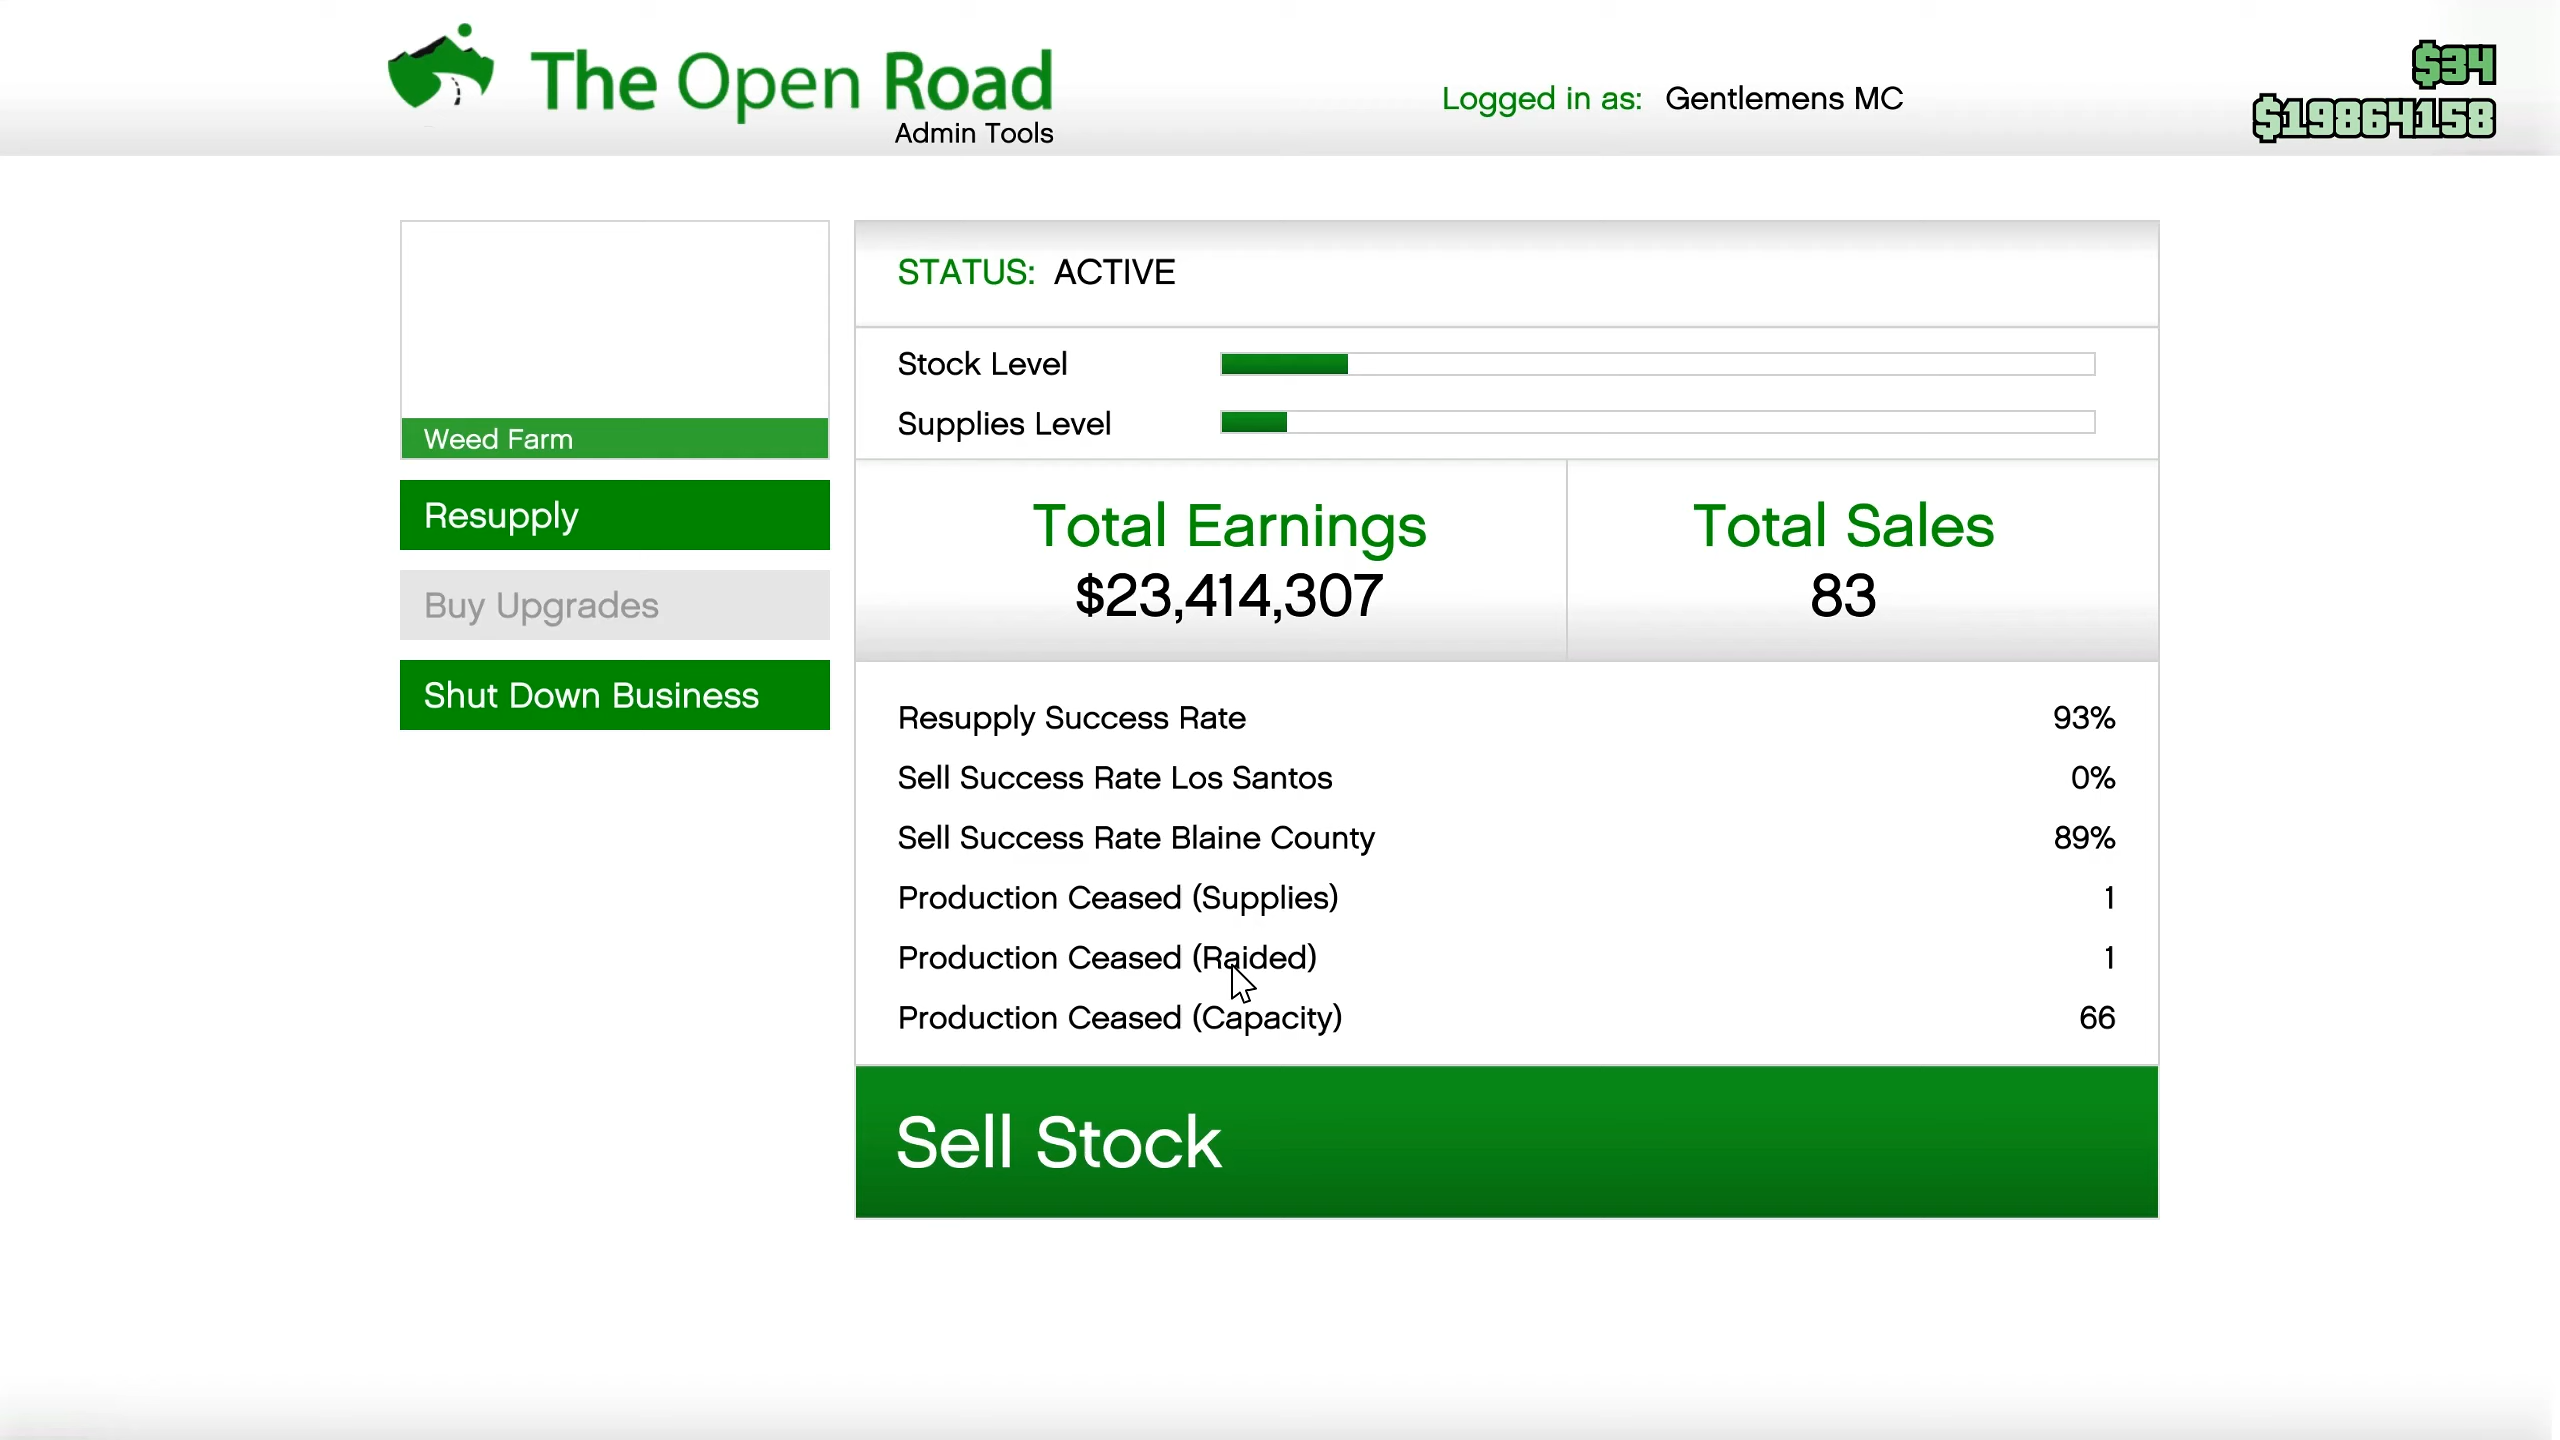 The Open Road
Admin Tools
Logged in as: Gentlemens MC
$34
$19864158
Weed Farm
Resupply
Buy Upgrades
Shut Down Business
STATUS: ACTIVE
Stock Level
Supplies Level
Total Earnings
$23,414,307
Total Sales
83
Resupply Success Rate 93%
Sell Success Rate Los Santos 0%
Sell Success Rate Blaine County 89%
Production Ceased (Supplies) 1
Production Ceased (Raided) 1
Production Ceased (Capacity) 66
Sell Stock